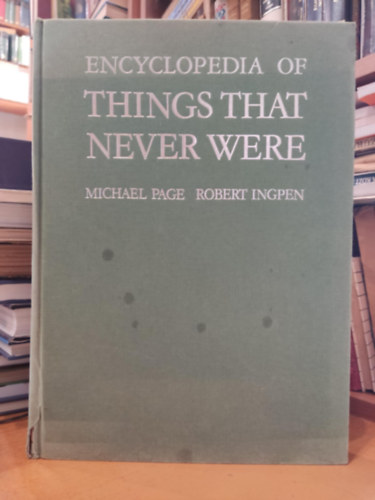 ENCYCLOPEDIA OF
THINGS THAT
NEVER WERE
MICHAEL PAGE ROBERT INGPEN